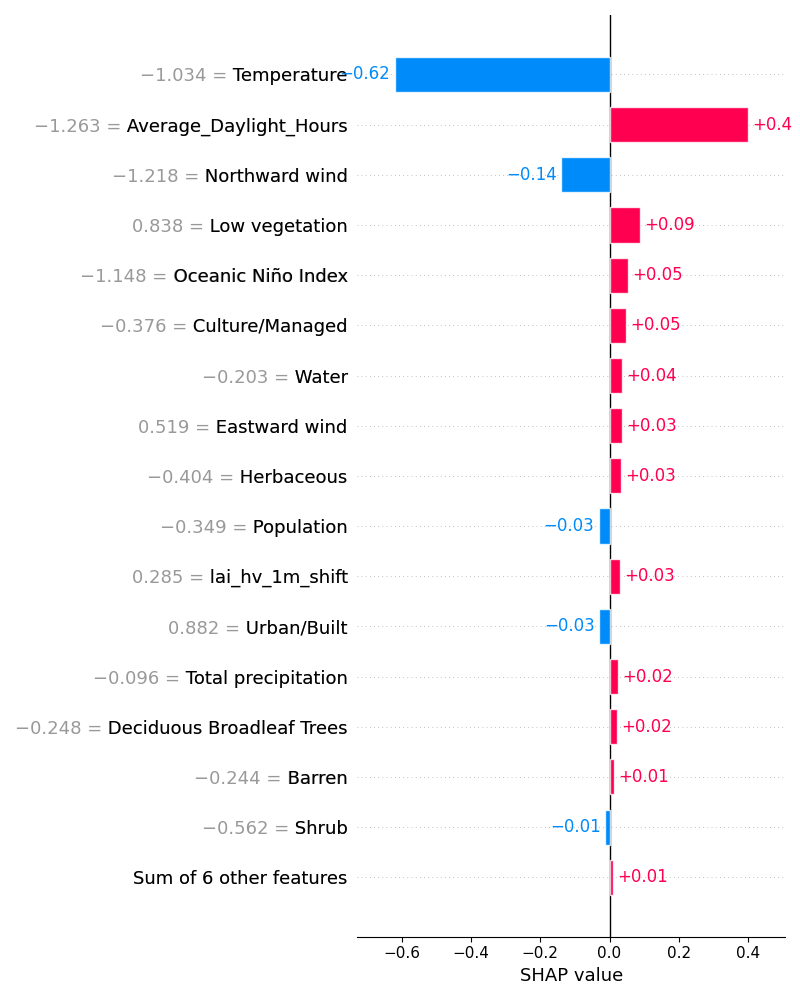 −1.034 = Temperature −0.62
−1.263 = Average_Daylight_Hours +0.4
−1.218 = Northward wind −0.14
0.838 = Low vegetation +0.09
−1.148 = Oceanic Niño Index +0.05
−0.376 = Culture/Managed +0.05
−0.203 = Water +0.04
0.519 = Eastward wind +0.03
−0.404 = Herbaceous +0.03
−0.349 = Population −0.03
0.285 = lai_hv_1m_shift +0.03
0.882 = Urban/Built −0.03
−0.096 = Total precipitation +0.02
−0.248 = Deciduous Broadleaf Trees +0.02
−0.244 = Barren +0.01
−0.562 = Shrub −0.01
Sum of 6 other features +0.01
−0.6 −0.4 −0.2 0.0 0.2 0.4
SHAP value